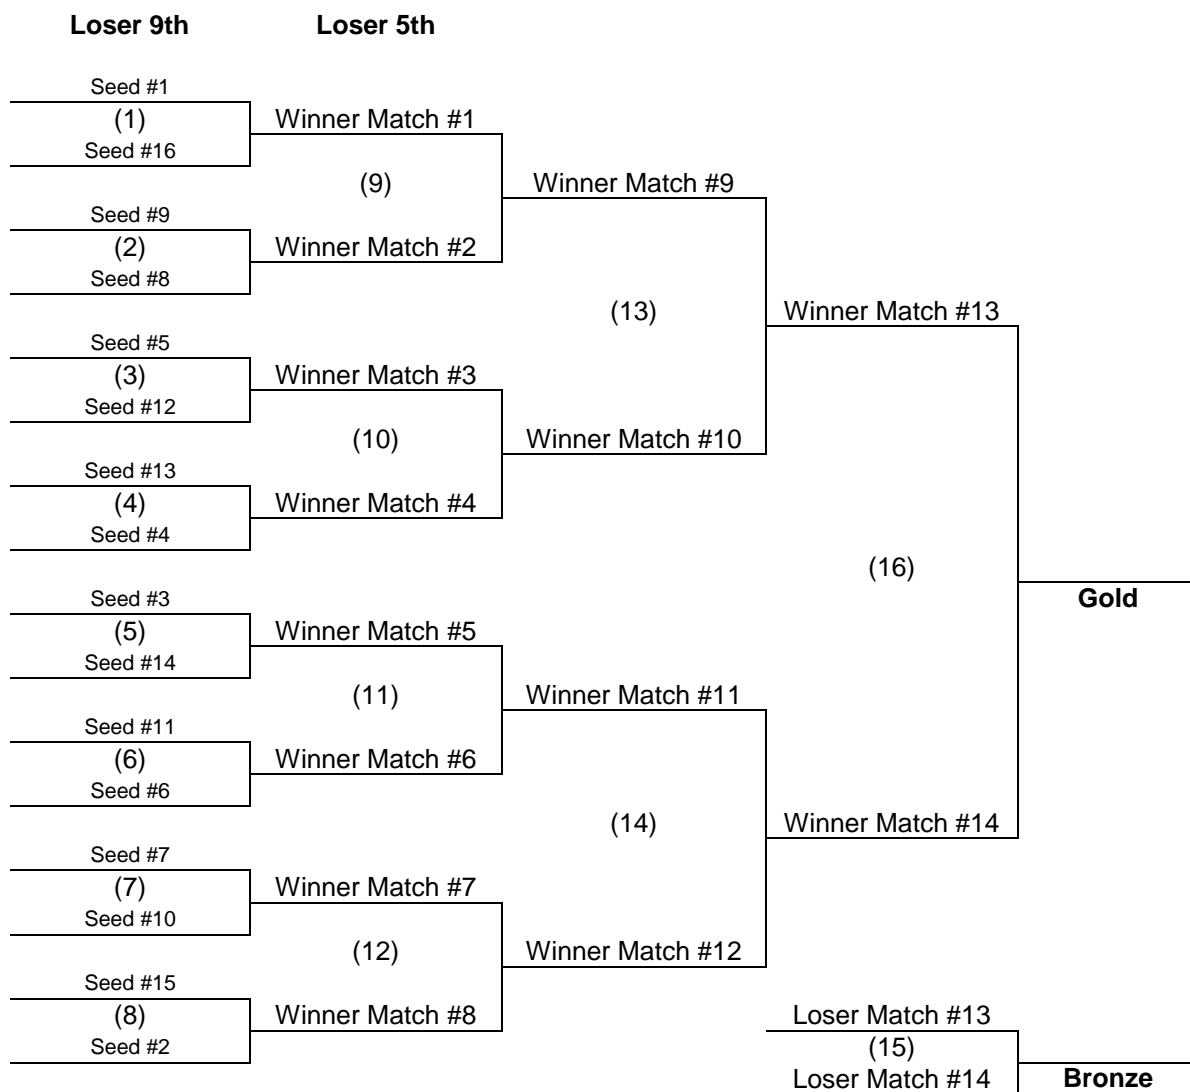 Loser 9th Loser 5th
Seed #1
(1) Winner Match #1
Seed #16
(9) Winner Match #9
Seed #9
(2) Winner Match #2
Seed #8
(13) Winner Match #13
Seed #5
(3) Winner Match #3
Seed #12
(10) Winner Match #10
Seed #13
(4) Winner Match #4
Seed #4
(16)
Seed #3
Gold
(5) Winner Match #5
Seed #14
(11) Winner Match #11
Seed #11
(6) Winner Match #6
Seed #6
(14) Winner Match #14
Seed #7
(7) Winner Match #7
Seed #10
(12) Winner Match #12
Seed #15
(8) Winner Match #8 Loser Match #13
Seed #2 (15)
Loser Match #14 Bronze